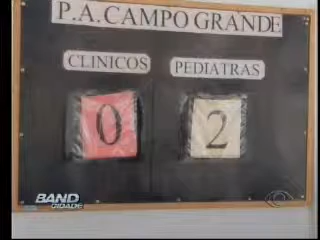 P.A. CAMPO GRANDE
CLINICOS PEDIATRAS
0 2
BAND
CIDADE